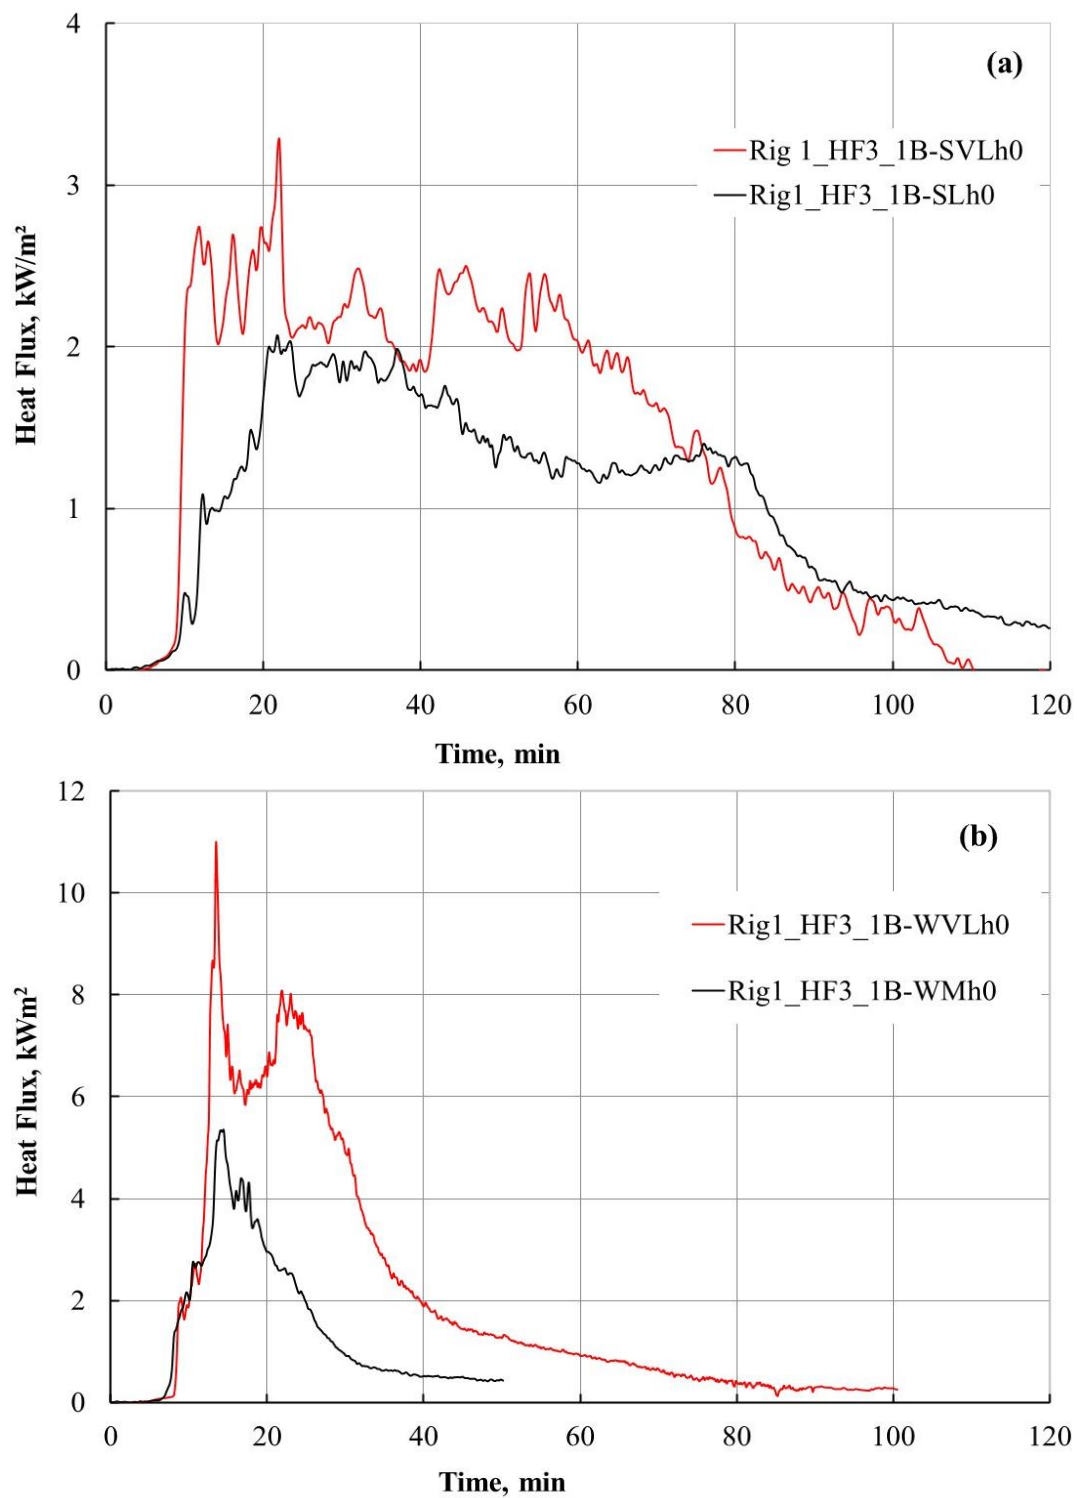 4
(a)
Rig 1_HF3_1B-SVLh0
3
Rig1_HF3_1B-SLh0
Heat Flux, kW/m²
2
1
0
0 20 40 60 80 100 120
Time, min
12
(b)
10
Rig1_HF3_1B-WVLh0
8
Rig1_HF3_1B-WMh0
Heat Flux, kWm²
6
4
2
0
0 20 40 60 80 100 120
Time, min